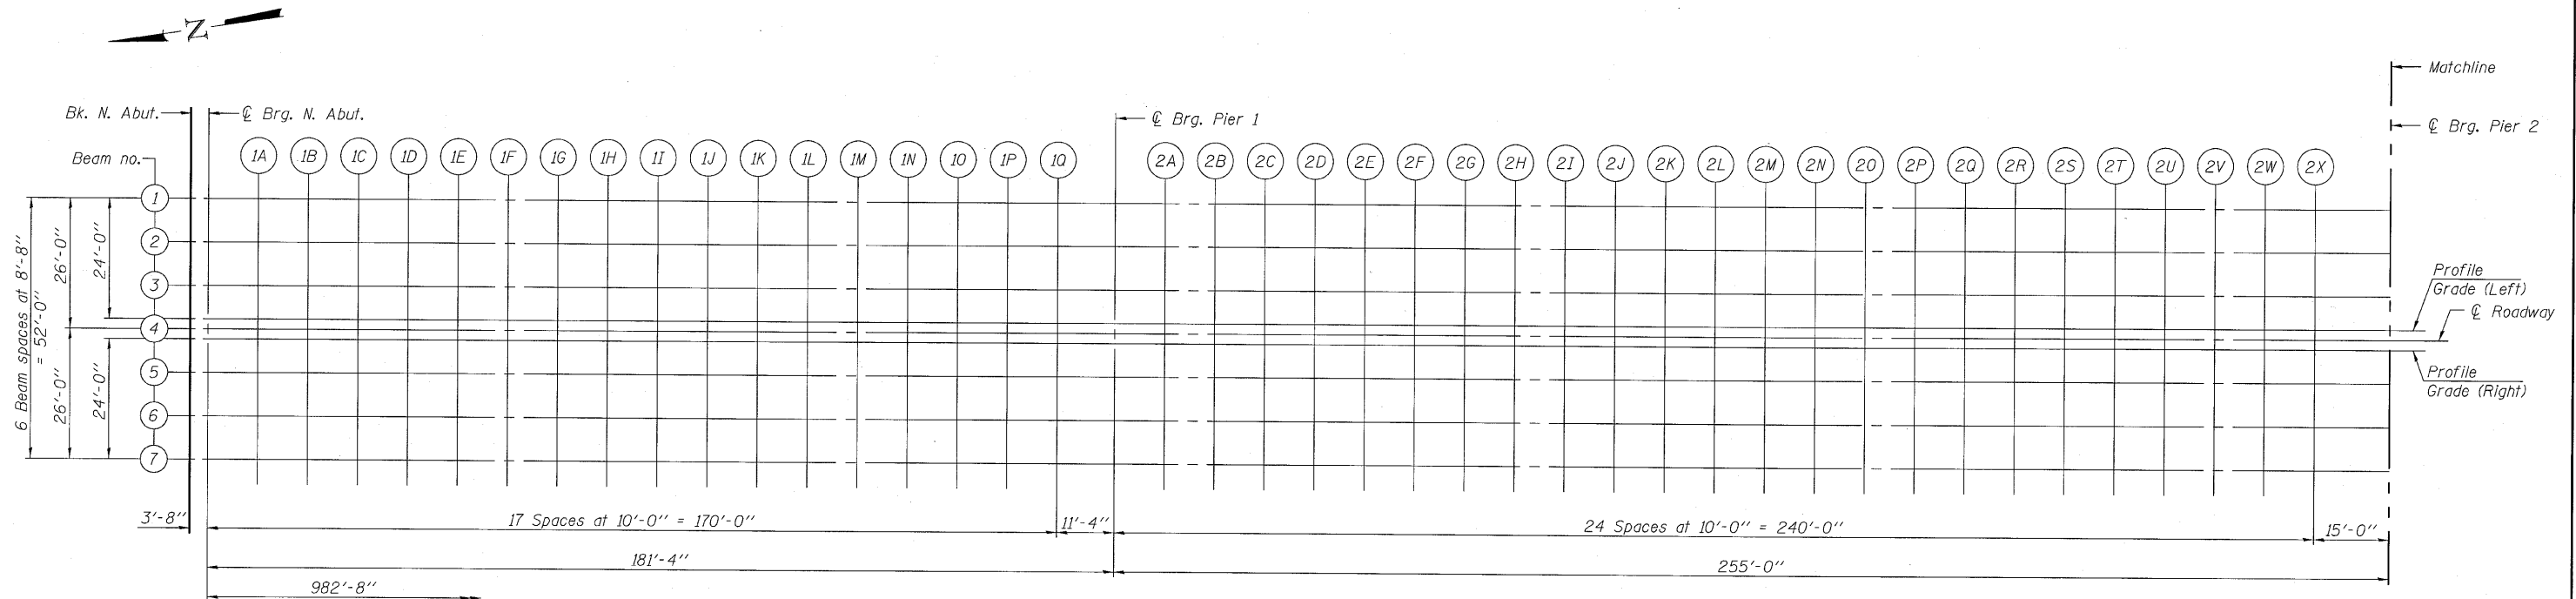 Z
Matchline
Bk. N. Abut.
℄ Brg. N. Abut.
℄ Brg. Pier 1
℄ Brg. Pier 2
Beam no.
1A 1B 1C 1D 1E 1F 1G 1H 1I 1J 1K 1L 1M 1N 1O 1P 1Q 2A 2B 2C 2D 2E 2F 2G 2H 2I 2J 2K 2L 2M 2N 2O 2P 2Q 2R 2S 2T 2U 2V 2W 2X
1
2
3
4
5
6
7
6 Beam spaces at 8'-8"
= 52'-0"
26'-0"
24'-0"
26'-0"
24'-0"
Profile
Grade (Left)
℄ Roadway
Profile
Grade (Right)
3'-8"
17 Spaces at 10'-0" = 170'-0"
11'-4"
24 Spaces at 10'-0" = 240'-0"
15'-0"
181'-4"
255'-0"
982'-8"